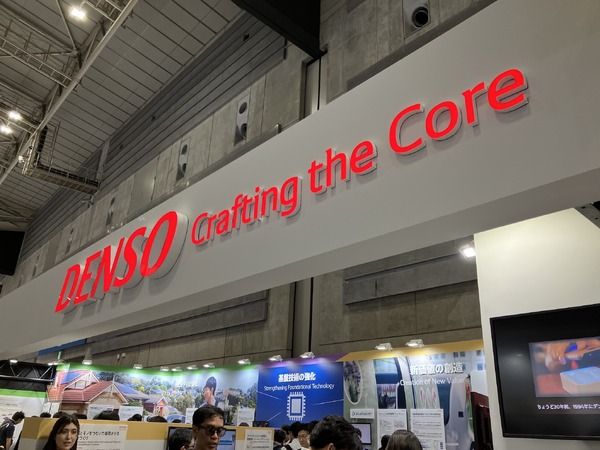 DENSO Crafting the Core
基盤技術の強化
Strengthening Foundational Technology
新価値の創造
Creation of New Value